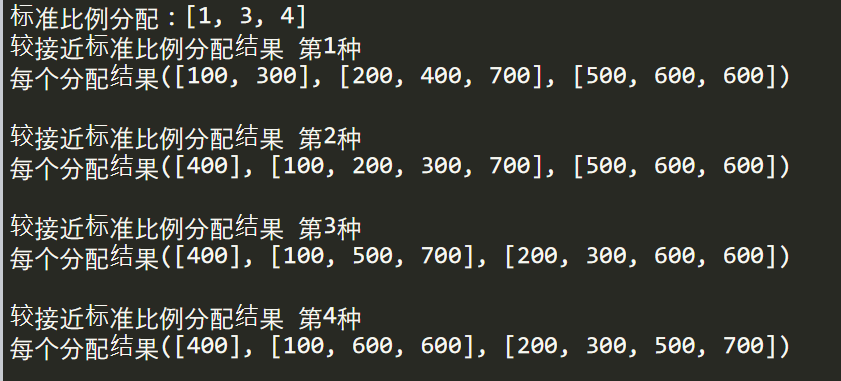 标准比例分配：[1, 3, 4]
较接近标准比例分配结果 第1种
每个分配结果([100, 300], [200, 400, 700], [500, 600, 600])
较接近标准比例分配结果 第2种
每个分配结果([400], [100, 200, 300, 700], [500, 600, 600])
较接近标准比例分配结果 第3种
每个分配结果([400], [100, 500, 700], [200, 300, 600, 600])
较接近标准比例分配结果 第4种
每个分配结果([400], [100, 600, 600], [200, 300, 500, 700])